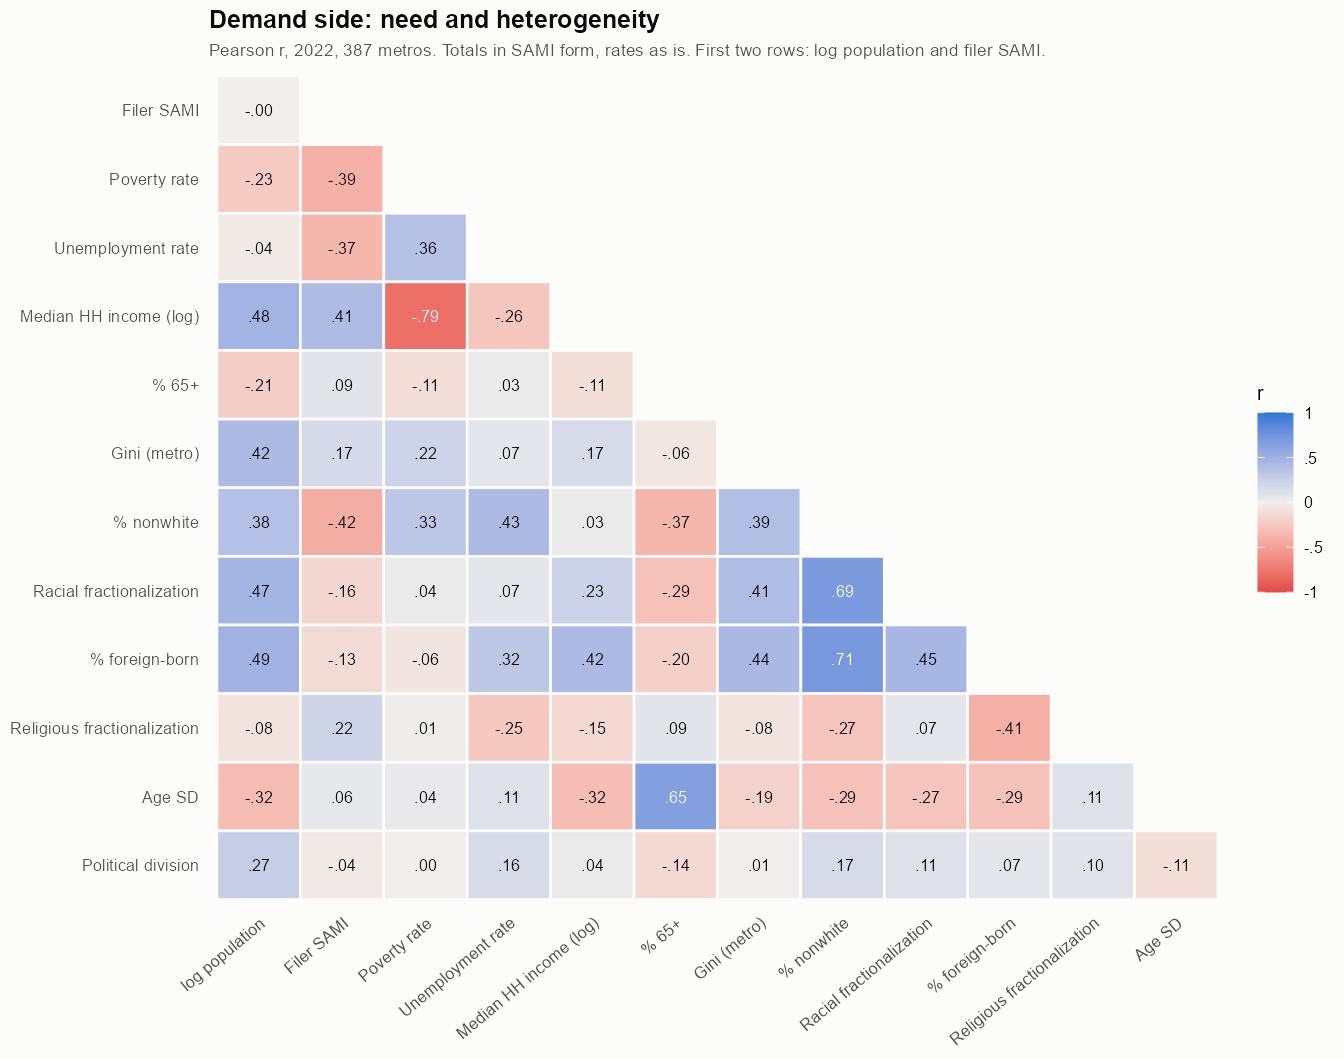 Demand side: need and heterogeneity
Pearson r, 2022, 387 metros. Totals in SAMI form, rates as is. First two rows: log population and filer SAMI.
Filer SAMI -.00
Poverty rate -.23 -.39
Unemployment rate -.04 -.37 .36
Median HH income (log) .48 .41 -.79 -.26
% 65+ -.21 .09 -.11 .03 -.11
Gini (metro) .42 .17 .22 .07 .17 -.06
% nonwhite .38 -.42 .33 .43 .03 -.37 .39
Racial fractionalization .47 -.16 .04 .07 .23 -.29 .41 .69
% foreign-born .49 -.13 -.06 .32 .42 -.20 .44 .71 .45
Religious fractionalization -.08 .22 .01 -.25 -.15 .09 -.08 -.27 .07 -.41
Age SD -.32 .06 .04 .11 -.32 .65 -.19 -.29 -.27 -.29 .11
Political division .27 -.04 .00 .16 .04 -.14 .01 .17 .11 .07 .10 -.11
log population
Filer SAMI
Poverty rate
Unemployment rate
Median HH income (log)
% 65+
Gini (metro)
% nonwhite
Racial fractionalization
% foreign-born
Religious fractionalization
Age SD
r
1
.5
0
-.5
-1